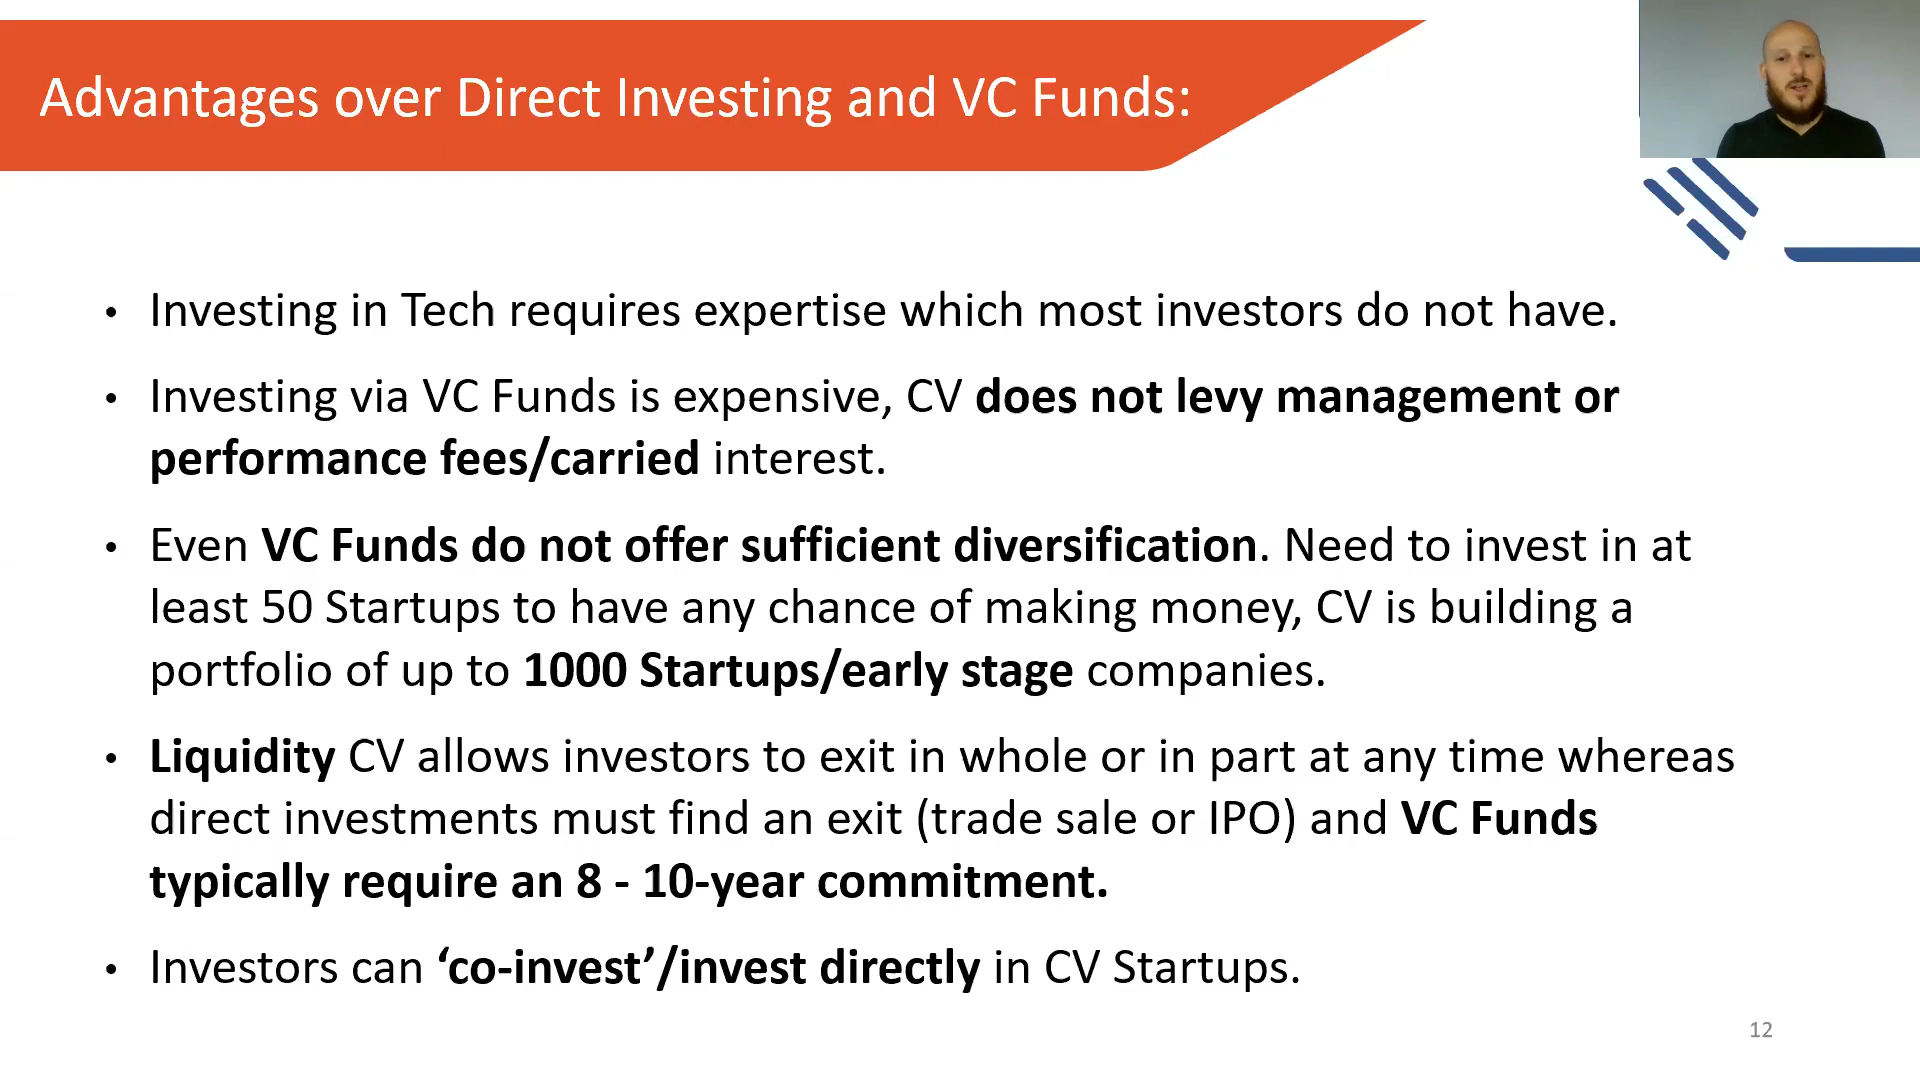 Advantages over Direct Investing and VC Funds:
• Investing in Tech requires expertise which most investors do not have.
• Investing via VC Funds is expensive, CV does not levy management or
performance fees/carried interest.
• Even VC Funds do not offer sufficient diversification. Need to invest in at
least 50 Startups to have any chance of making money, CV is building a
portfolio of up to 1000 Startups/early stage companies.
• Liquidity CV allows investors to exit in whole or in part at any time whereas
direct investments must find an exit (trade sale or IPO) and VC Funds
typically require an 8 - 10-year commitment.
• Investors can ‘co-invest’/invest directly in CV Startups.
12